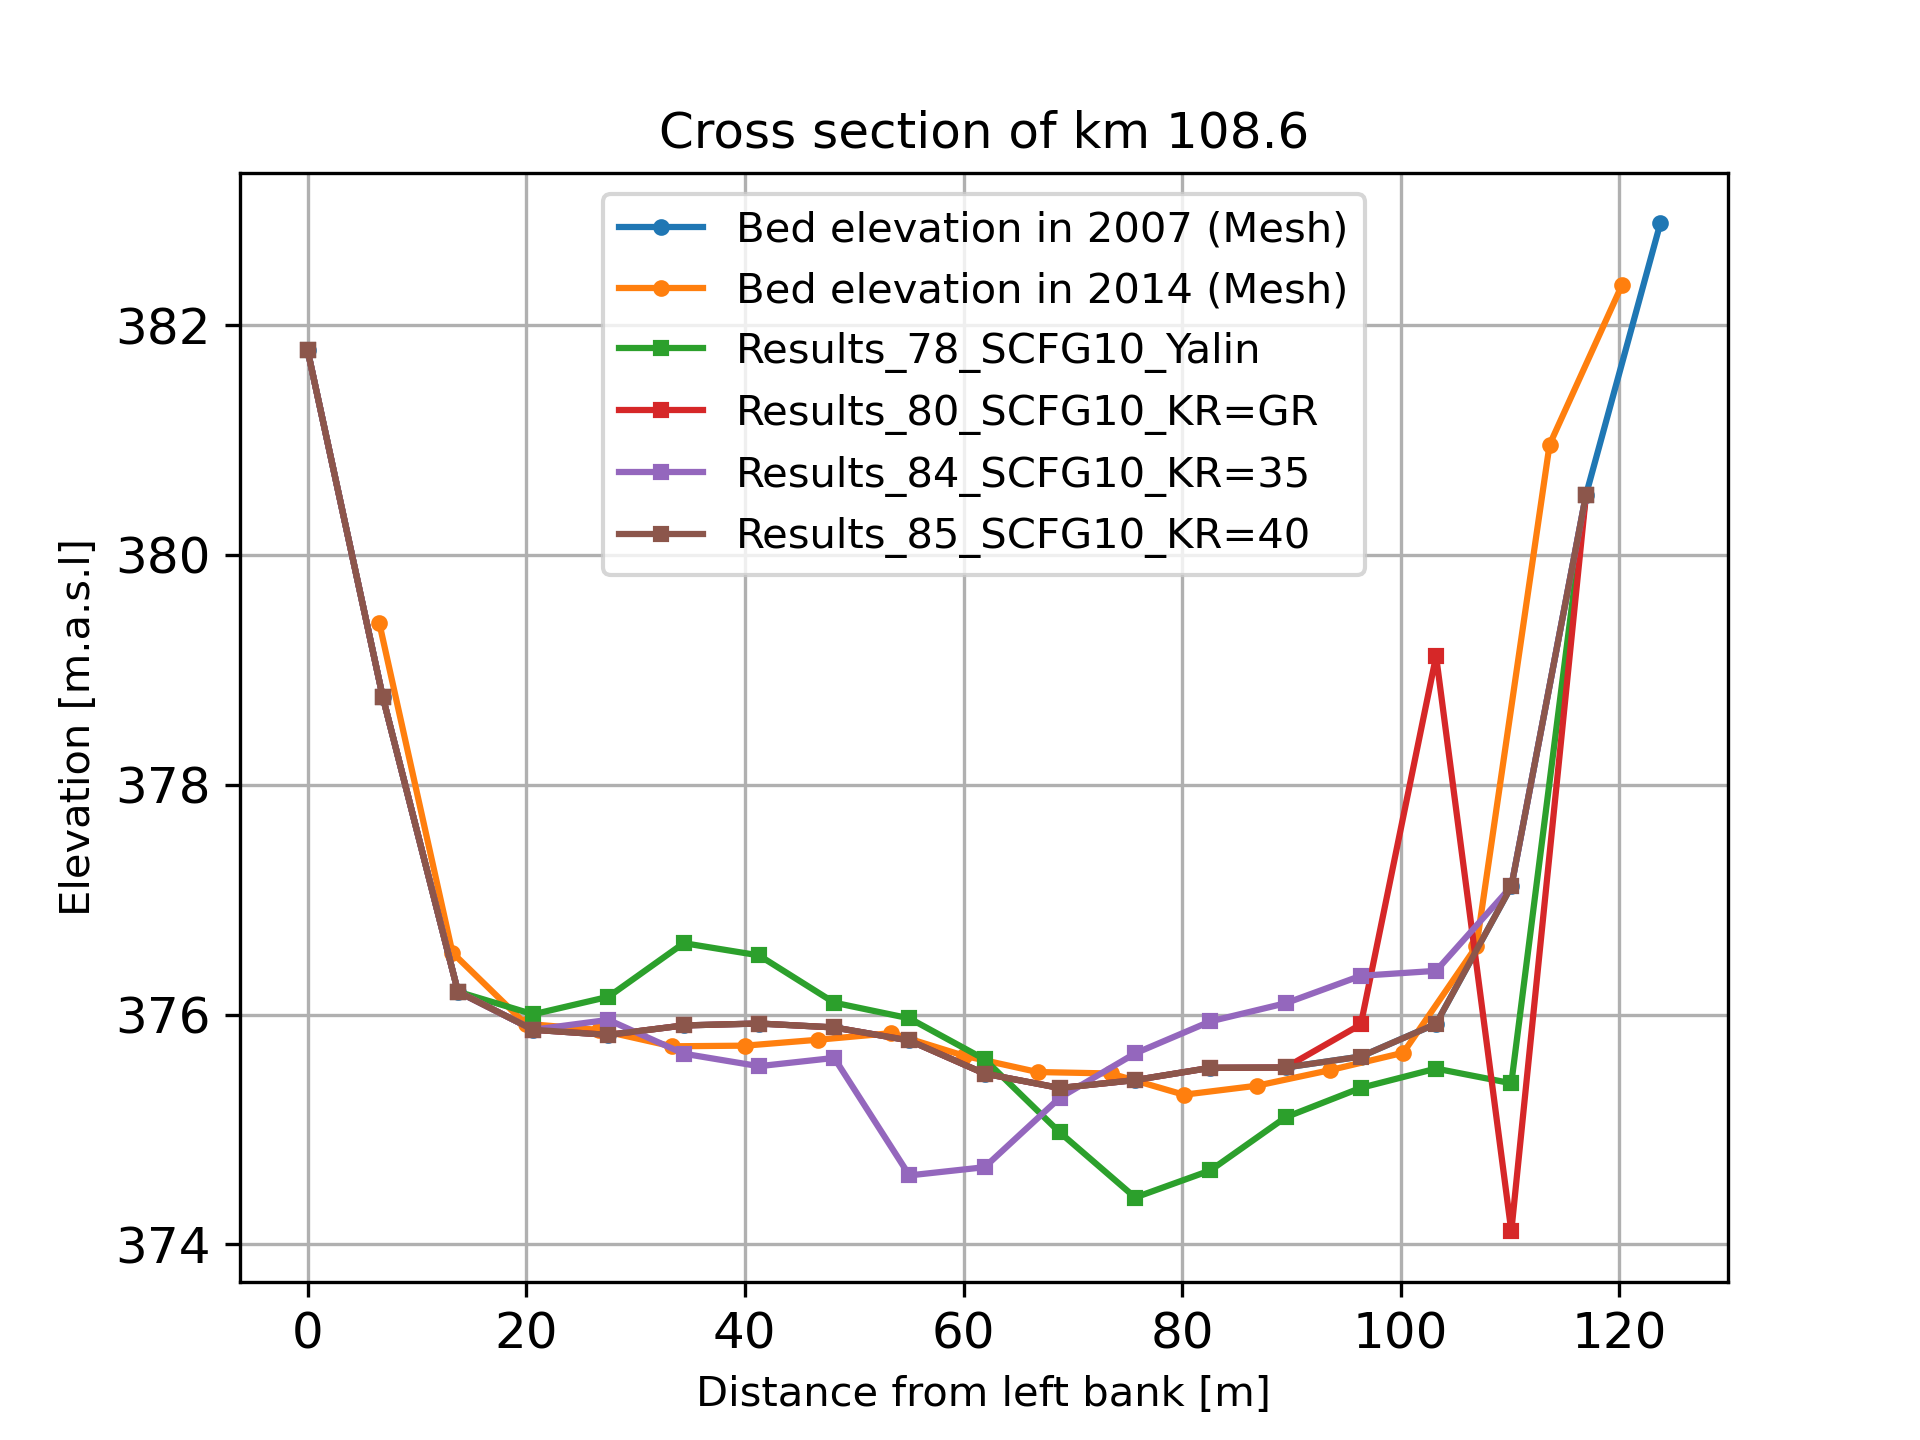 Cross section of km 108.6
Bed elevation in 2007 (Mesh)
Bed elevation in 2014 (Mesh)
Results_78_SCFG10_Yalin
Results_80_SCFG10_KR=GR
Results_84_SCFG10_KR=35
Results_85_SCFG10_KR=40
Elevation [m.a.s.l]
382
380
378
376
374
0 20 40 60 80 100 120
Distance from left bank [m]